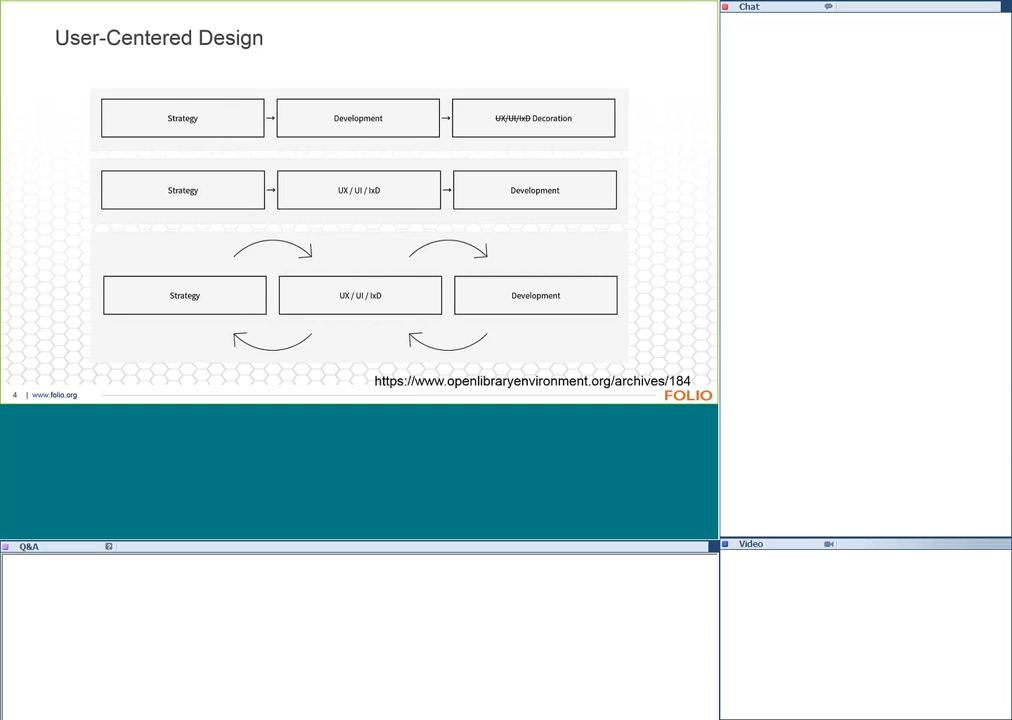 User-Centered Design
Strategy → Development → UX/UI/IxD Decoration
Strategy → UX / UI / IxD → Development
Strategy UX / UI / IxD Development
https://www.openlibraryenvironment.org/archives/184
4 | www.folio.org FOLIO
Chat
Q&A
Video